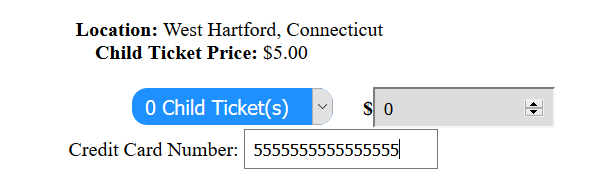 Location: West Hartford, Connecticut
Child Ticket Price: $5.00
0 Child Ticket(s) $ 0
Credit Card Number: 5555555555555555